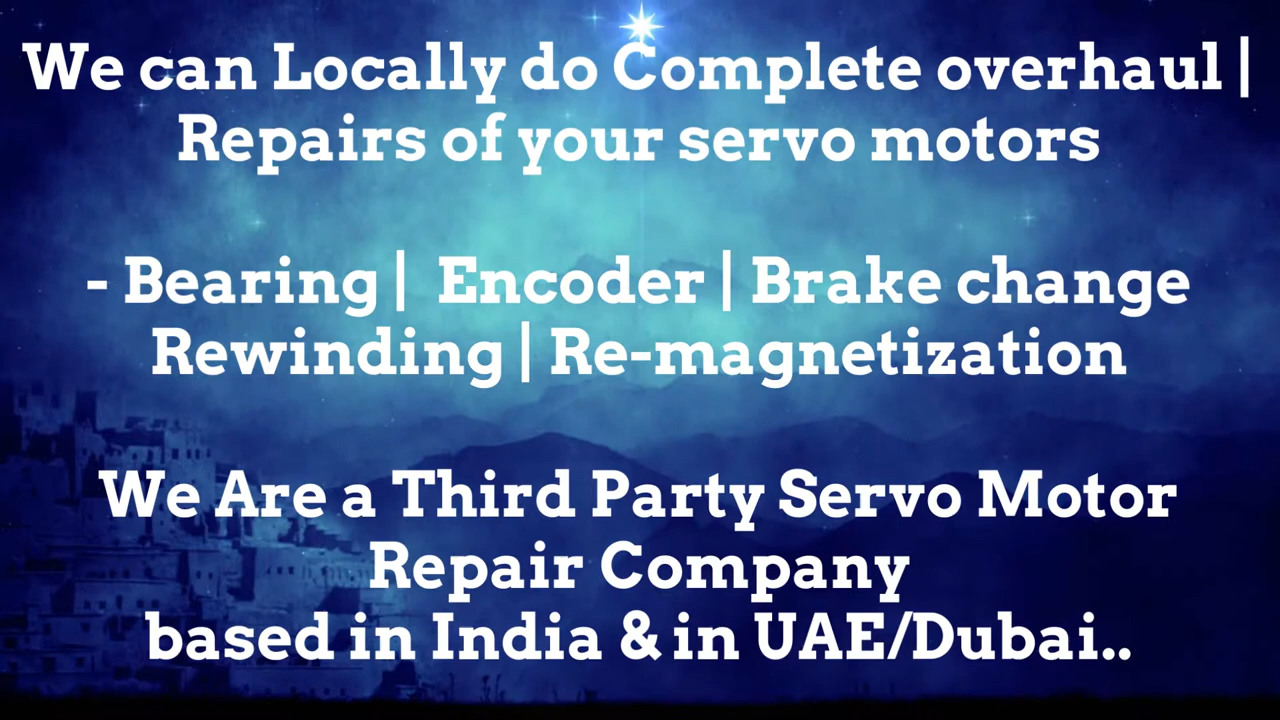 We can Locally do Complete overhaul |
Repairs of your servo motors
- Bearing | Encoder | Brake change
Rewinding | Re-magnetization
We Are a Third Party Servo Motor
Repair Company
based in India & in UAE/Dubai..